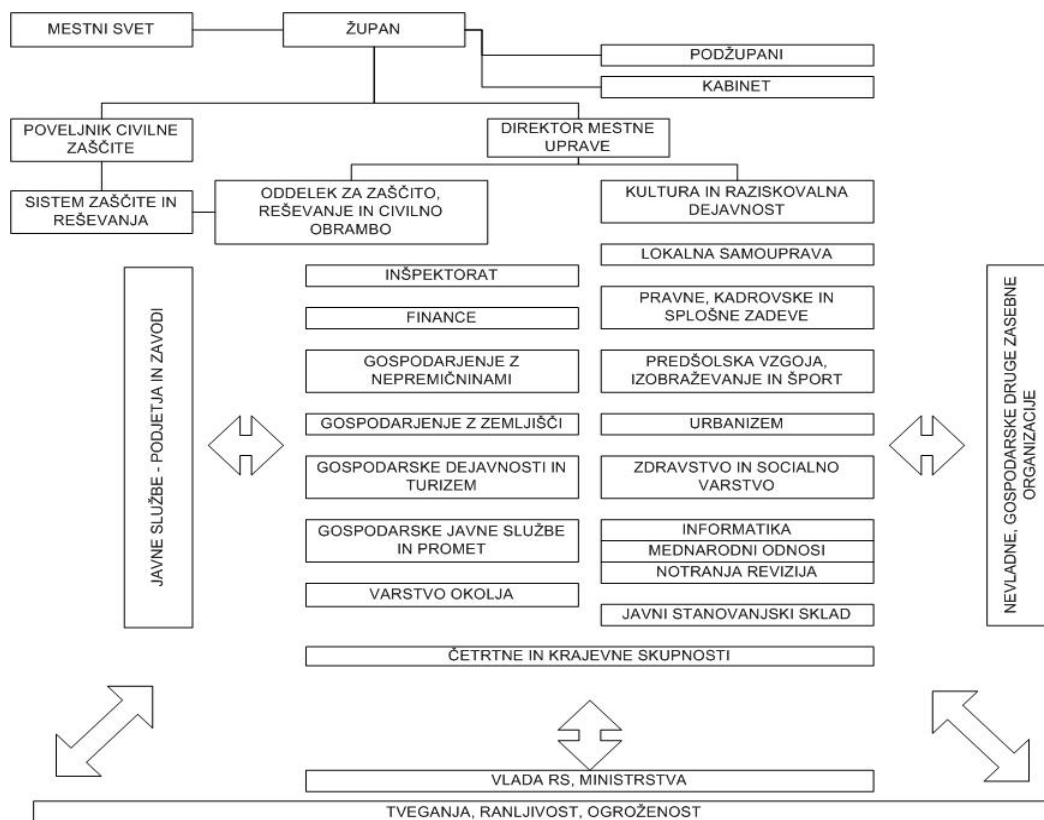 MESTNI SVET
ŽUPAN
PODŽUPANI
KABINET
POVELJNIK CIVILNE
ZAŠČITE
DIREKTOR MESTNE
UPRAVE
SISTEM ZAŠČITE IN
REŠEVANJA
ODDELEK ZA ZAŠČITO,
REŠEVANJE IN CIVILNO
OBRAMBO
KULTURA IN RAZISKOVALNA
DEJAVNOST
LOKALNA SAMOUPRAVA
INŠPEKTORAT
PRAVNE, KADROVSKE IN
SPLOŠNE ZADEVE
FINANCE
GOSPODARJENJE Z
NEPREMIČNINAMI
PREDŠOLSKA VZGOJA,
IZOBRAŽEVANJE IN ŠPORT
GOSPODARJENJE Z ZEMLJIŠČI
URBANIZEM
GOSPODARSKE DEJAVNOSTI IN
TURIZEM
ZDRAVSTVO IN SOCIALNO
VARSTVO
GOSPODARSKE JAVNE SLUŽBE
IN PROMET
INFORMATIKA
MEDNARODNI ODNOSI
NOTRANJA REVIZIJA
VARSTVO OKOLJA
JAVNI STANOVANJSKI SKLAD
ČETRTNE IN KRAJEVNE SKUPNOSTI
JAVNE SLUŽBE - PODJETJA IN ZAVODI
NEVLADNE, GOSPODARSKE DRUGE ZASEBNE
ORGANIZACIJE
VLADA RS, MINISTRSTVA
TVEGANJA, RANLJIVOST, OGROŽENOST